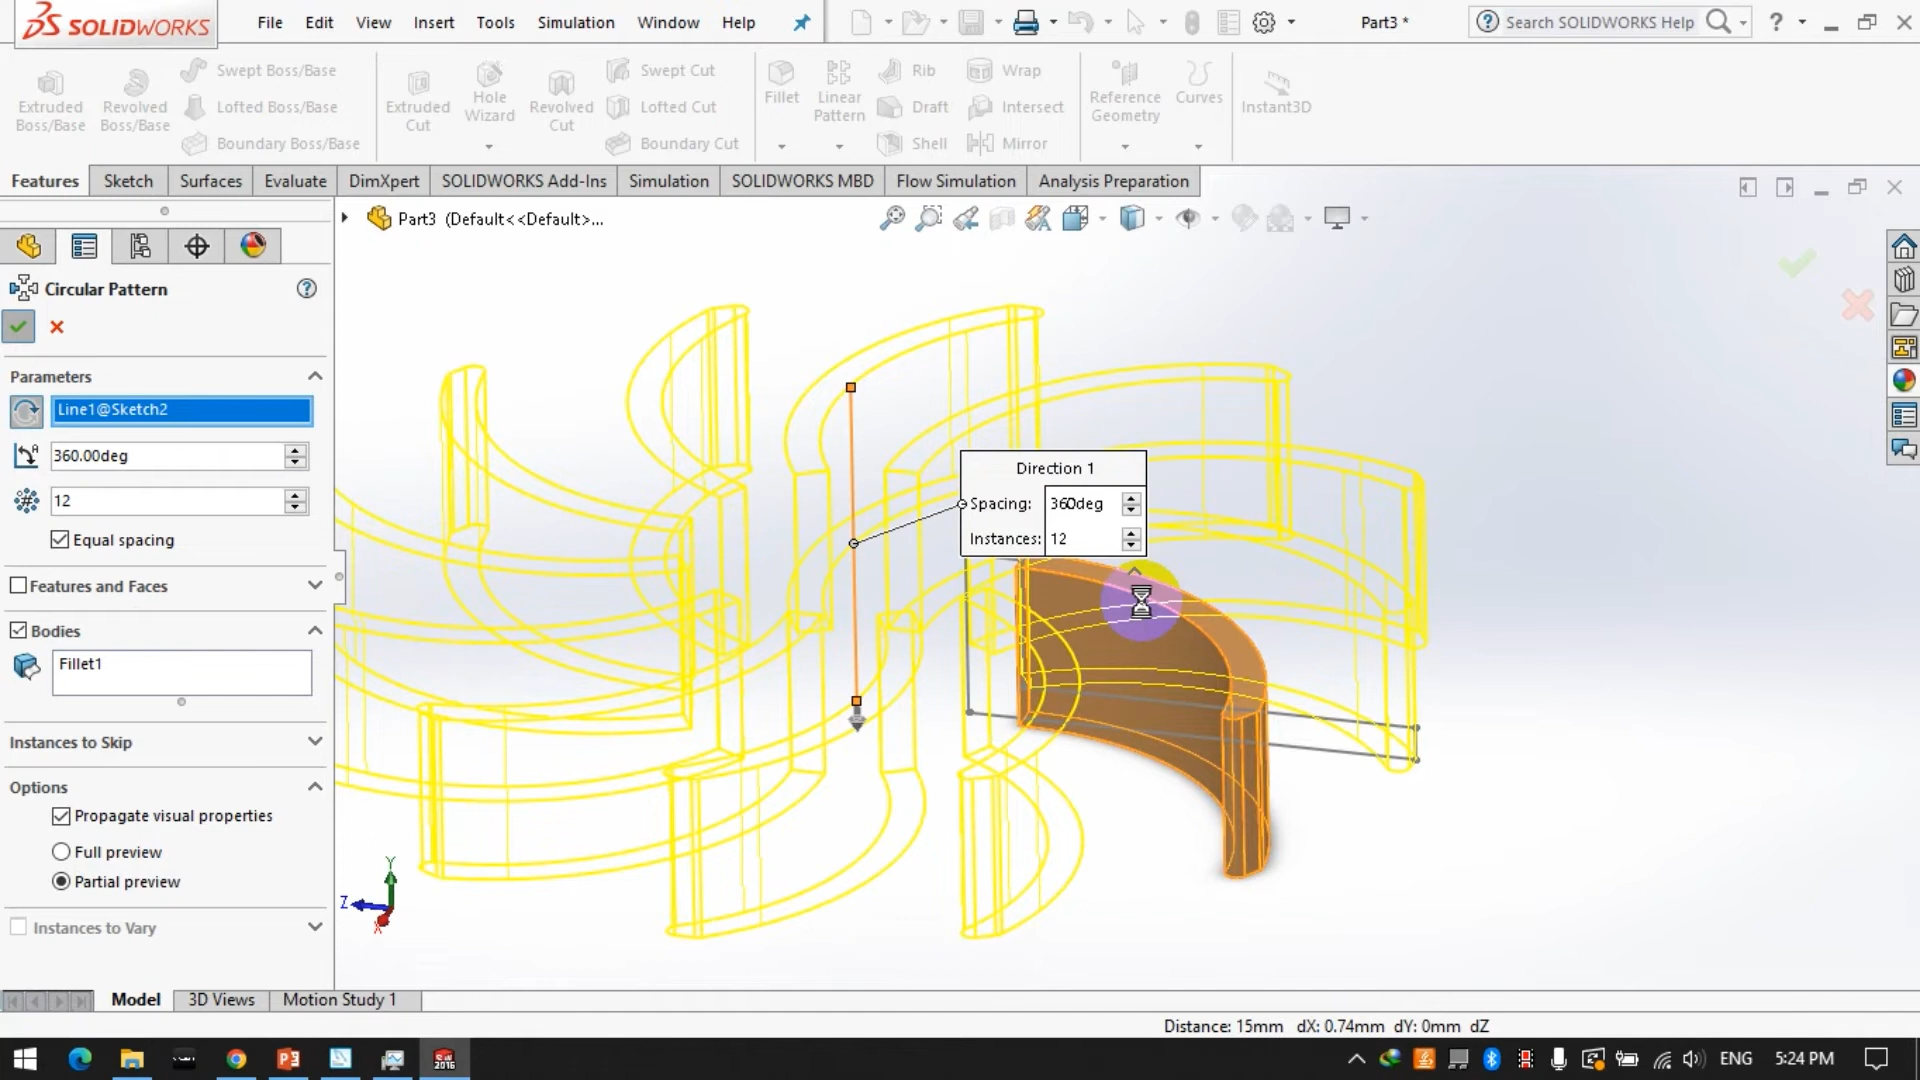 SOLIDWORKS
File Edit View Insert Tools Simulation Window Help
Part3 *
Search SOLIDWORKS Help
Extruded Boss/Base
Revolved Boss/Base
Swept Boss/Base
Lofted Boss/Base
Boundary Boss/Base
Extruded Cut
Hole Wizard
Revolved Cut
Swept Cut
Lofted Cut
Boundary Cut
Fillet
Linear Pattern
Rib
Draft
Shell
Wrap
Intersect
Mirror
Reference Geometry
Curves
Instant3D
Features Sketch Surfaces Evaluate DimXpert SOLIDWORKS Add-Ins Simulation SOLIDWORKS MBD Flow Simulation Analysis Preparation
Part3 (Default<<Default>...
Circular Pattern
Parameters
Line1@Sketch2
360.00deg
12
Equal spacing
Features and Faces
Bodies
Fillet1
Instances to Skip
Options
Propagate visual properties
Full preview
Partial preview
Instances to Vary
Direction 1
Spacing: 360deg
Instances: 12
Y
Z
X
Model 3D Views Motion Study 1
Distance: 15mm dX: 0.74mm dY: 0mm dZ
ENG 5:24 PM